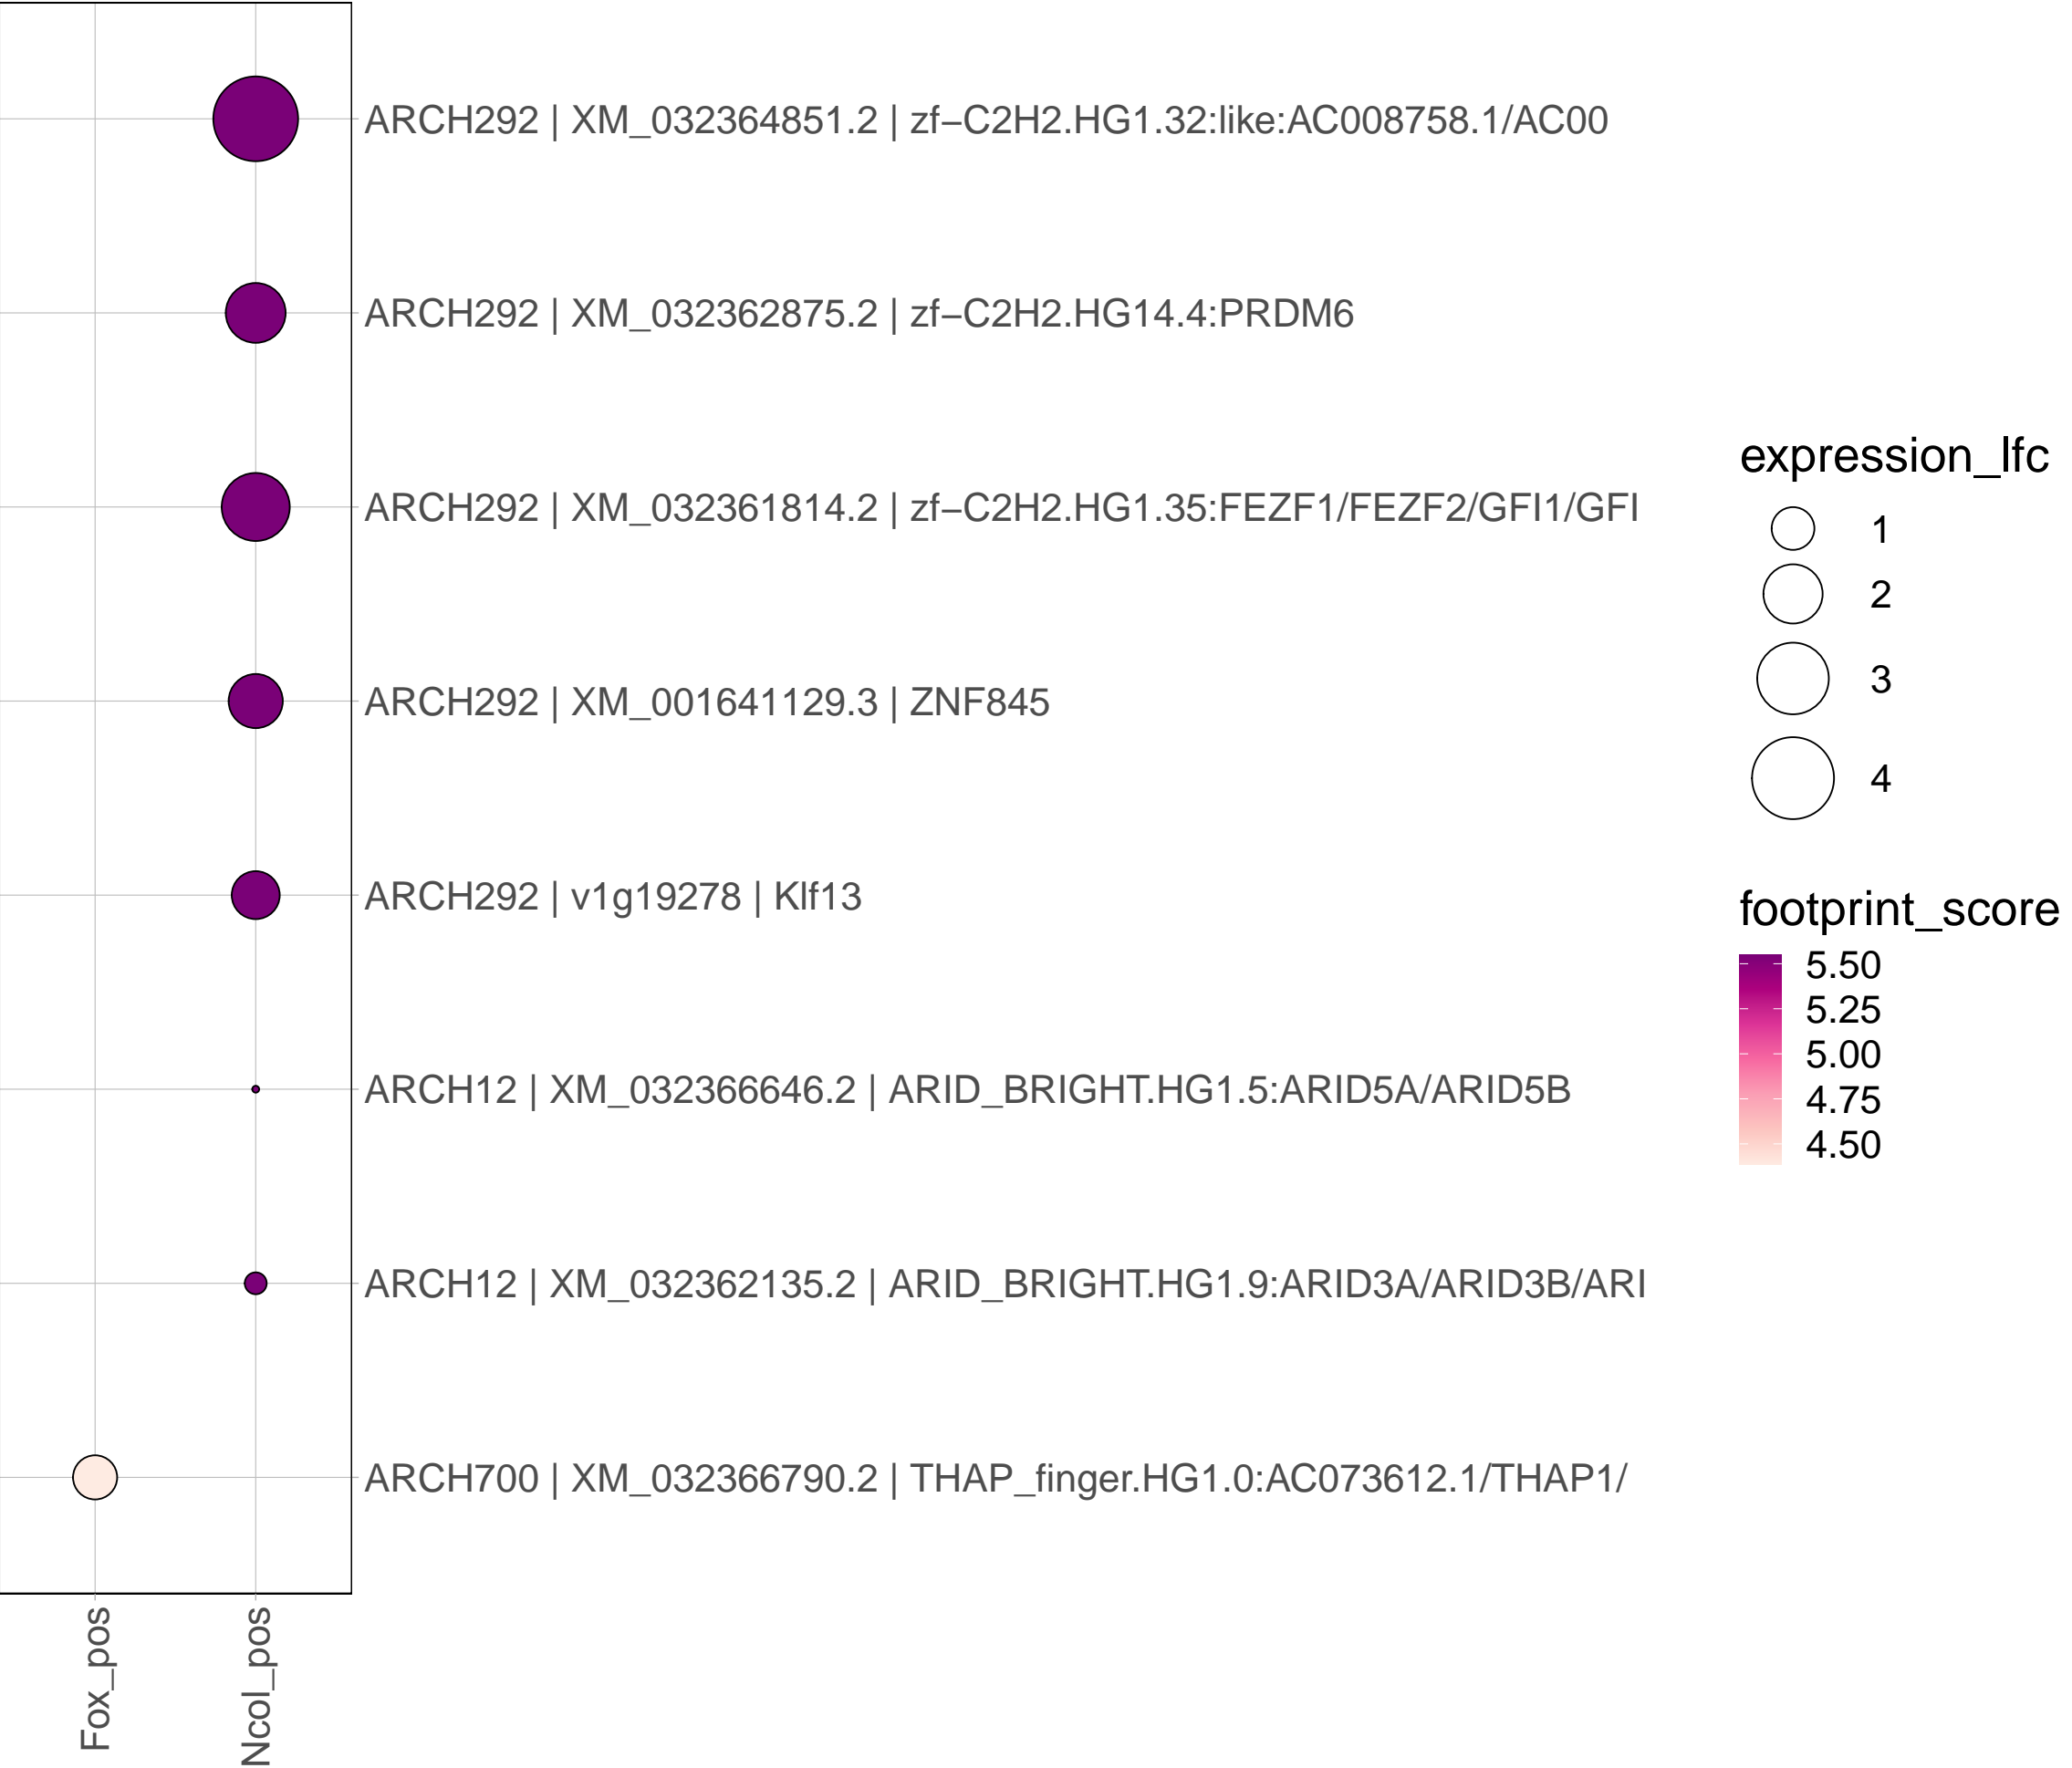 ARCH292 | XM_032364851.2 | zf−C2H2.HG1.32:like:AC008758.1/AC00
ARCH292 | XM_032362875.2 | zf−C2H2.HG14.4:PRDM6
ARCH292 | XM_032361814.2 | zf−C2H2.HG1.35:FEZF1/FEZF2/GFI1/GFI
ARCH292 | XM_001641129.3 | ZNF845
ARCH292 | v1g19278 | Klf13
ARCH12 | XM_032366646.2 | ARID_BRIGHT.HG1.5:ARID5A/ARID5B
ARCH12 | XM_032362135.2 | ARID_BRIGHT.HG1.9:ARID3A/ARID3B/ARI
ARCH700 | XM_032366790.2 | THAP_finger.HG1.0:AC073612.1/THAP1/
Fox_pos
Ncol_pos
expression_lfc
1
2
3
4
footprint_score
5.50
5.25
5.00
4.75
4.50